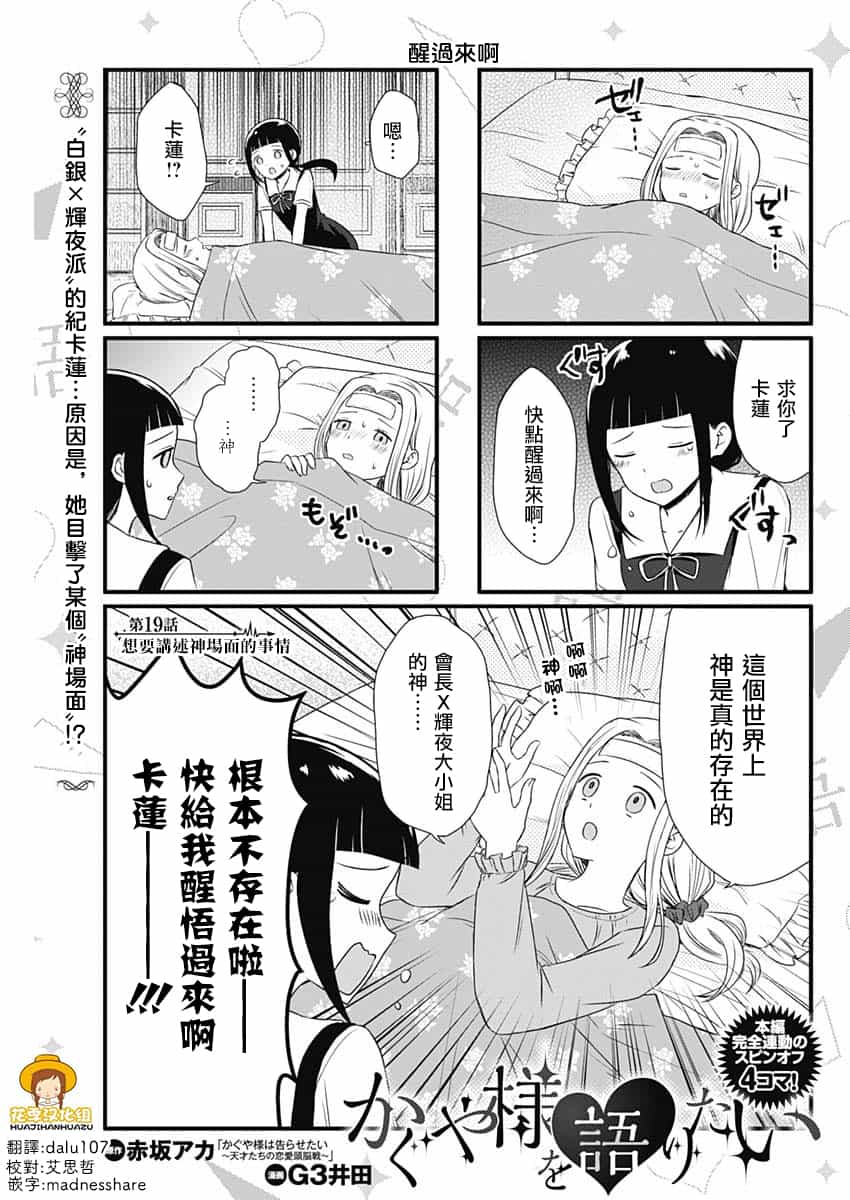 醒過來啊
ゼェ…
ゼェ…
嗯…
卡蓮!?
求你了
卡蓮
快點醒過來啊…
ぐすっ
ぐすっ
………
…神
もぞ……
第19話
想要講述神場面的事情
這個世界上
神是真的存在的
啊啊
神啊…
會長X輝夜大小姐
的神……
根本不存在啦——
快給我醒悟過來啊
卡蓮——!!!
〝白銀×輝夜派〞的紀卡蓮…原因是，她目擊了某個〝神場面〞!?
本編
完全連動の
スピンオフ
4コマ!
かぐや様を語りたい
原作 赤坂アカ「かぐや様は告らせたい
～天才たちの恋愛頭脳戦～」
漫画 G3井田
花字汉化组
HUAJIHANHUAZU
翻譯:dalu107
校對:艾思哲
嵌字:madnesshare